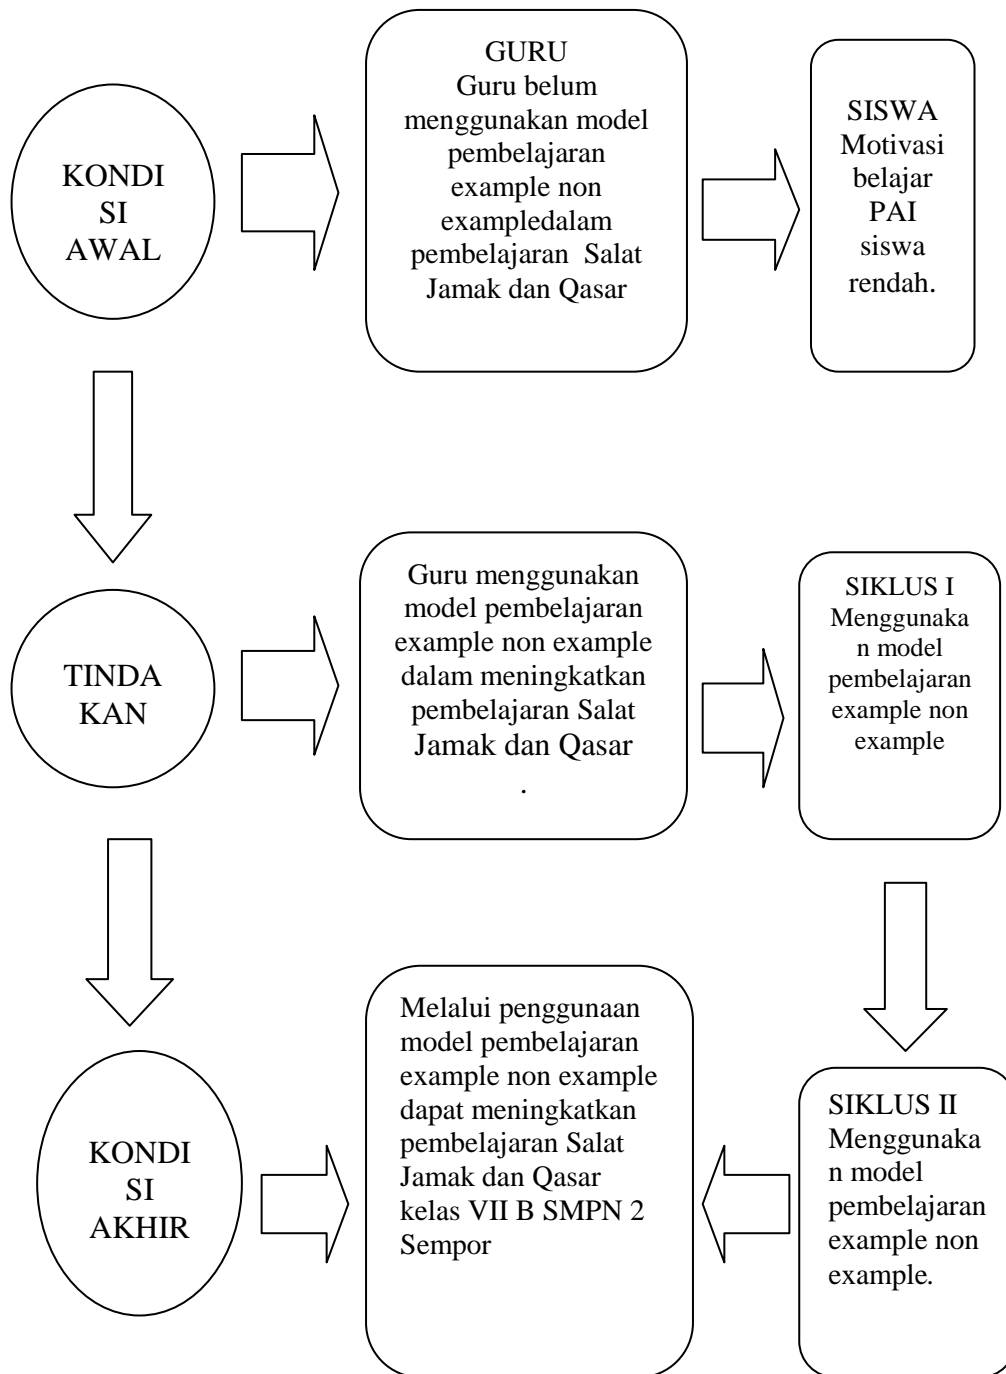 KONDI
SI
AWAL
GURU
Guru belum
menggunakan model
pembelajaran
example non
exampledalam
pembelajaran Salat
Jamak dan Qasar
SISWA
Motivasi
belajar
PAI
siswa
rendah.
TINDA
KAN
Guru menggunakan
model pembelajaran
example non example
dalam meningkatkan
pembelajaran Salat
Jamak dan Qasar
.
SIKLUS I
Menggunaka
n model
pembelajaran
example non
example
KONDI
SI
AKHIR
Melalui penggunaan
model pembelajaran
example non example
dapat meningkatkan
pembelajaran Salat
Jamak dan Qasar
kelas VII B SMPN 2
Sempor
SIKLUS II
Menggunaka
n model
pembelajaran
example non
example.